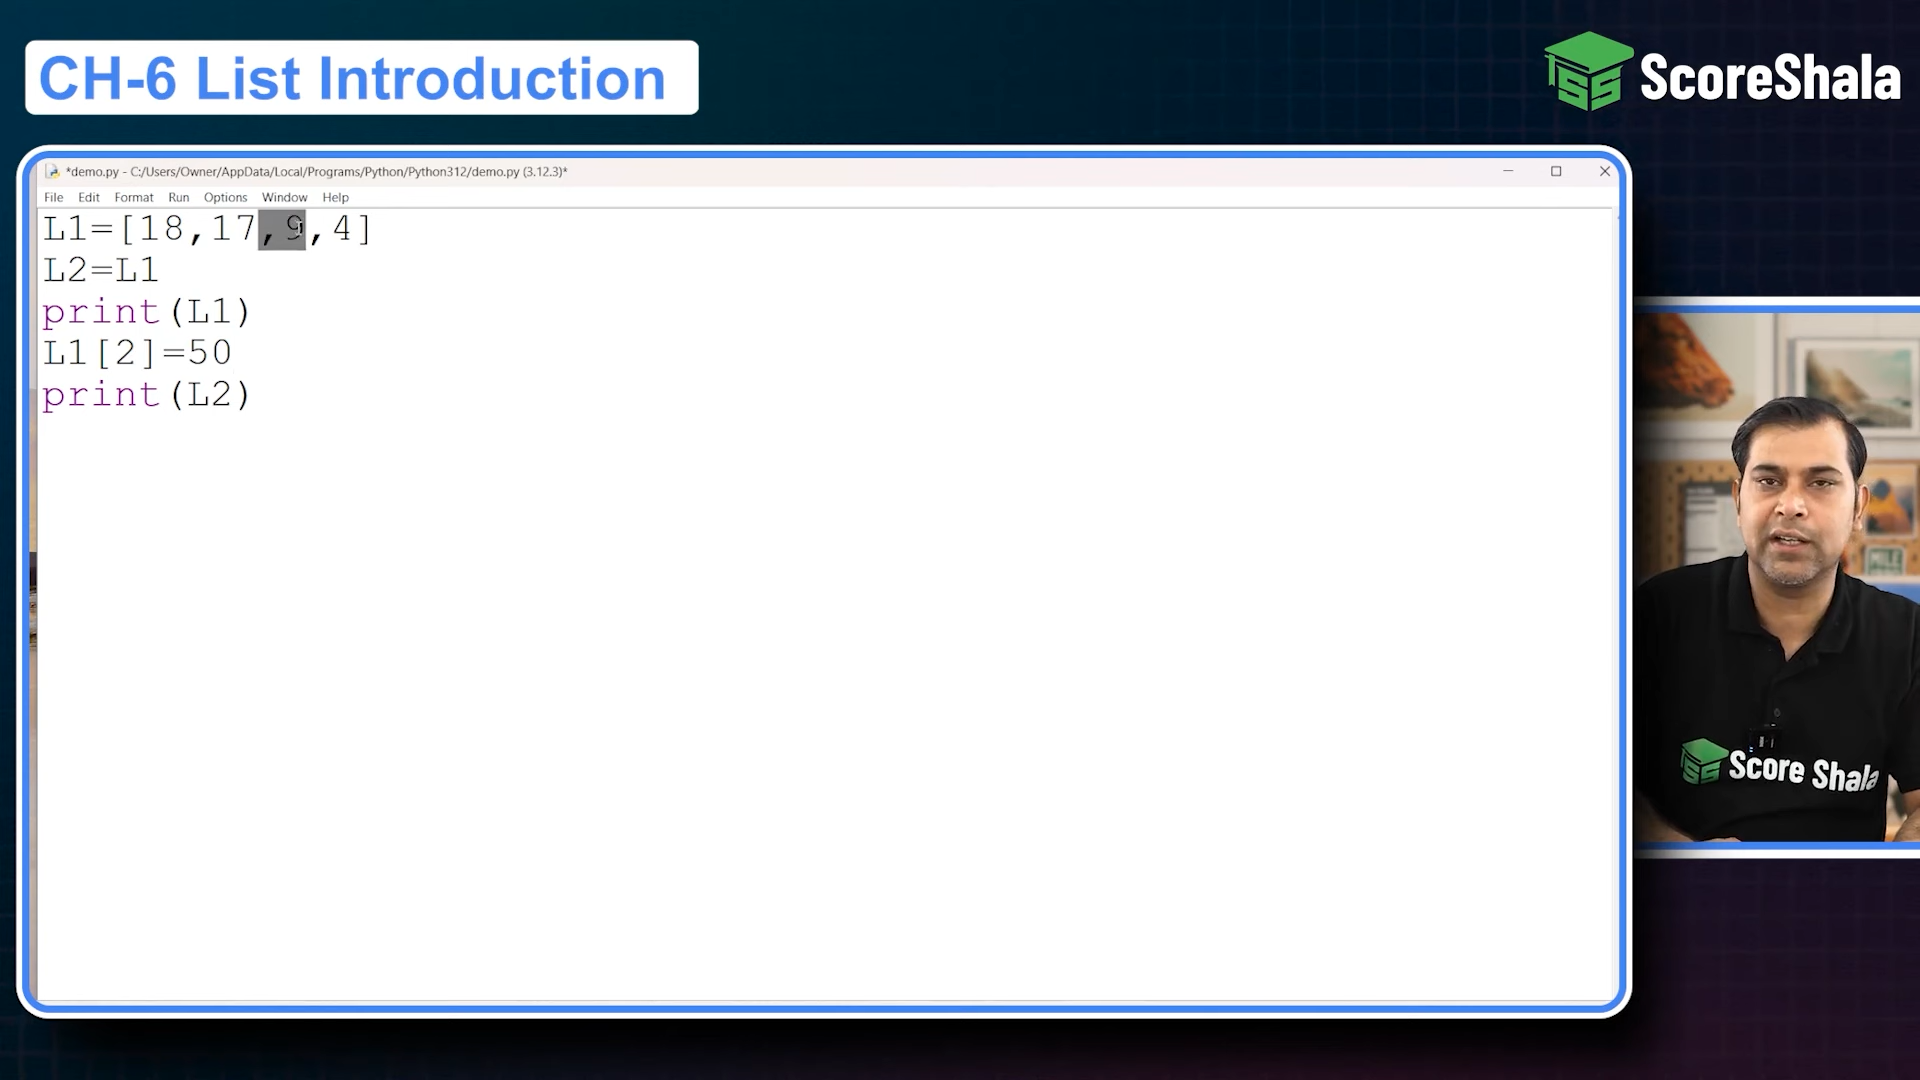 CH-6 List Introduction
ScoreShala
*demo.py - C:/Users/Owner/AppData/Local/Programs/Python/Python312/demo.py (3.12.3)*
File Edit Format Run Options Window Help
L1=[18,17,9,4]
L2=L1
print(L1)
L1[2]=50
print(L2)
Score Shala